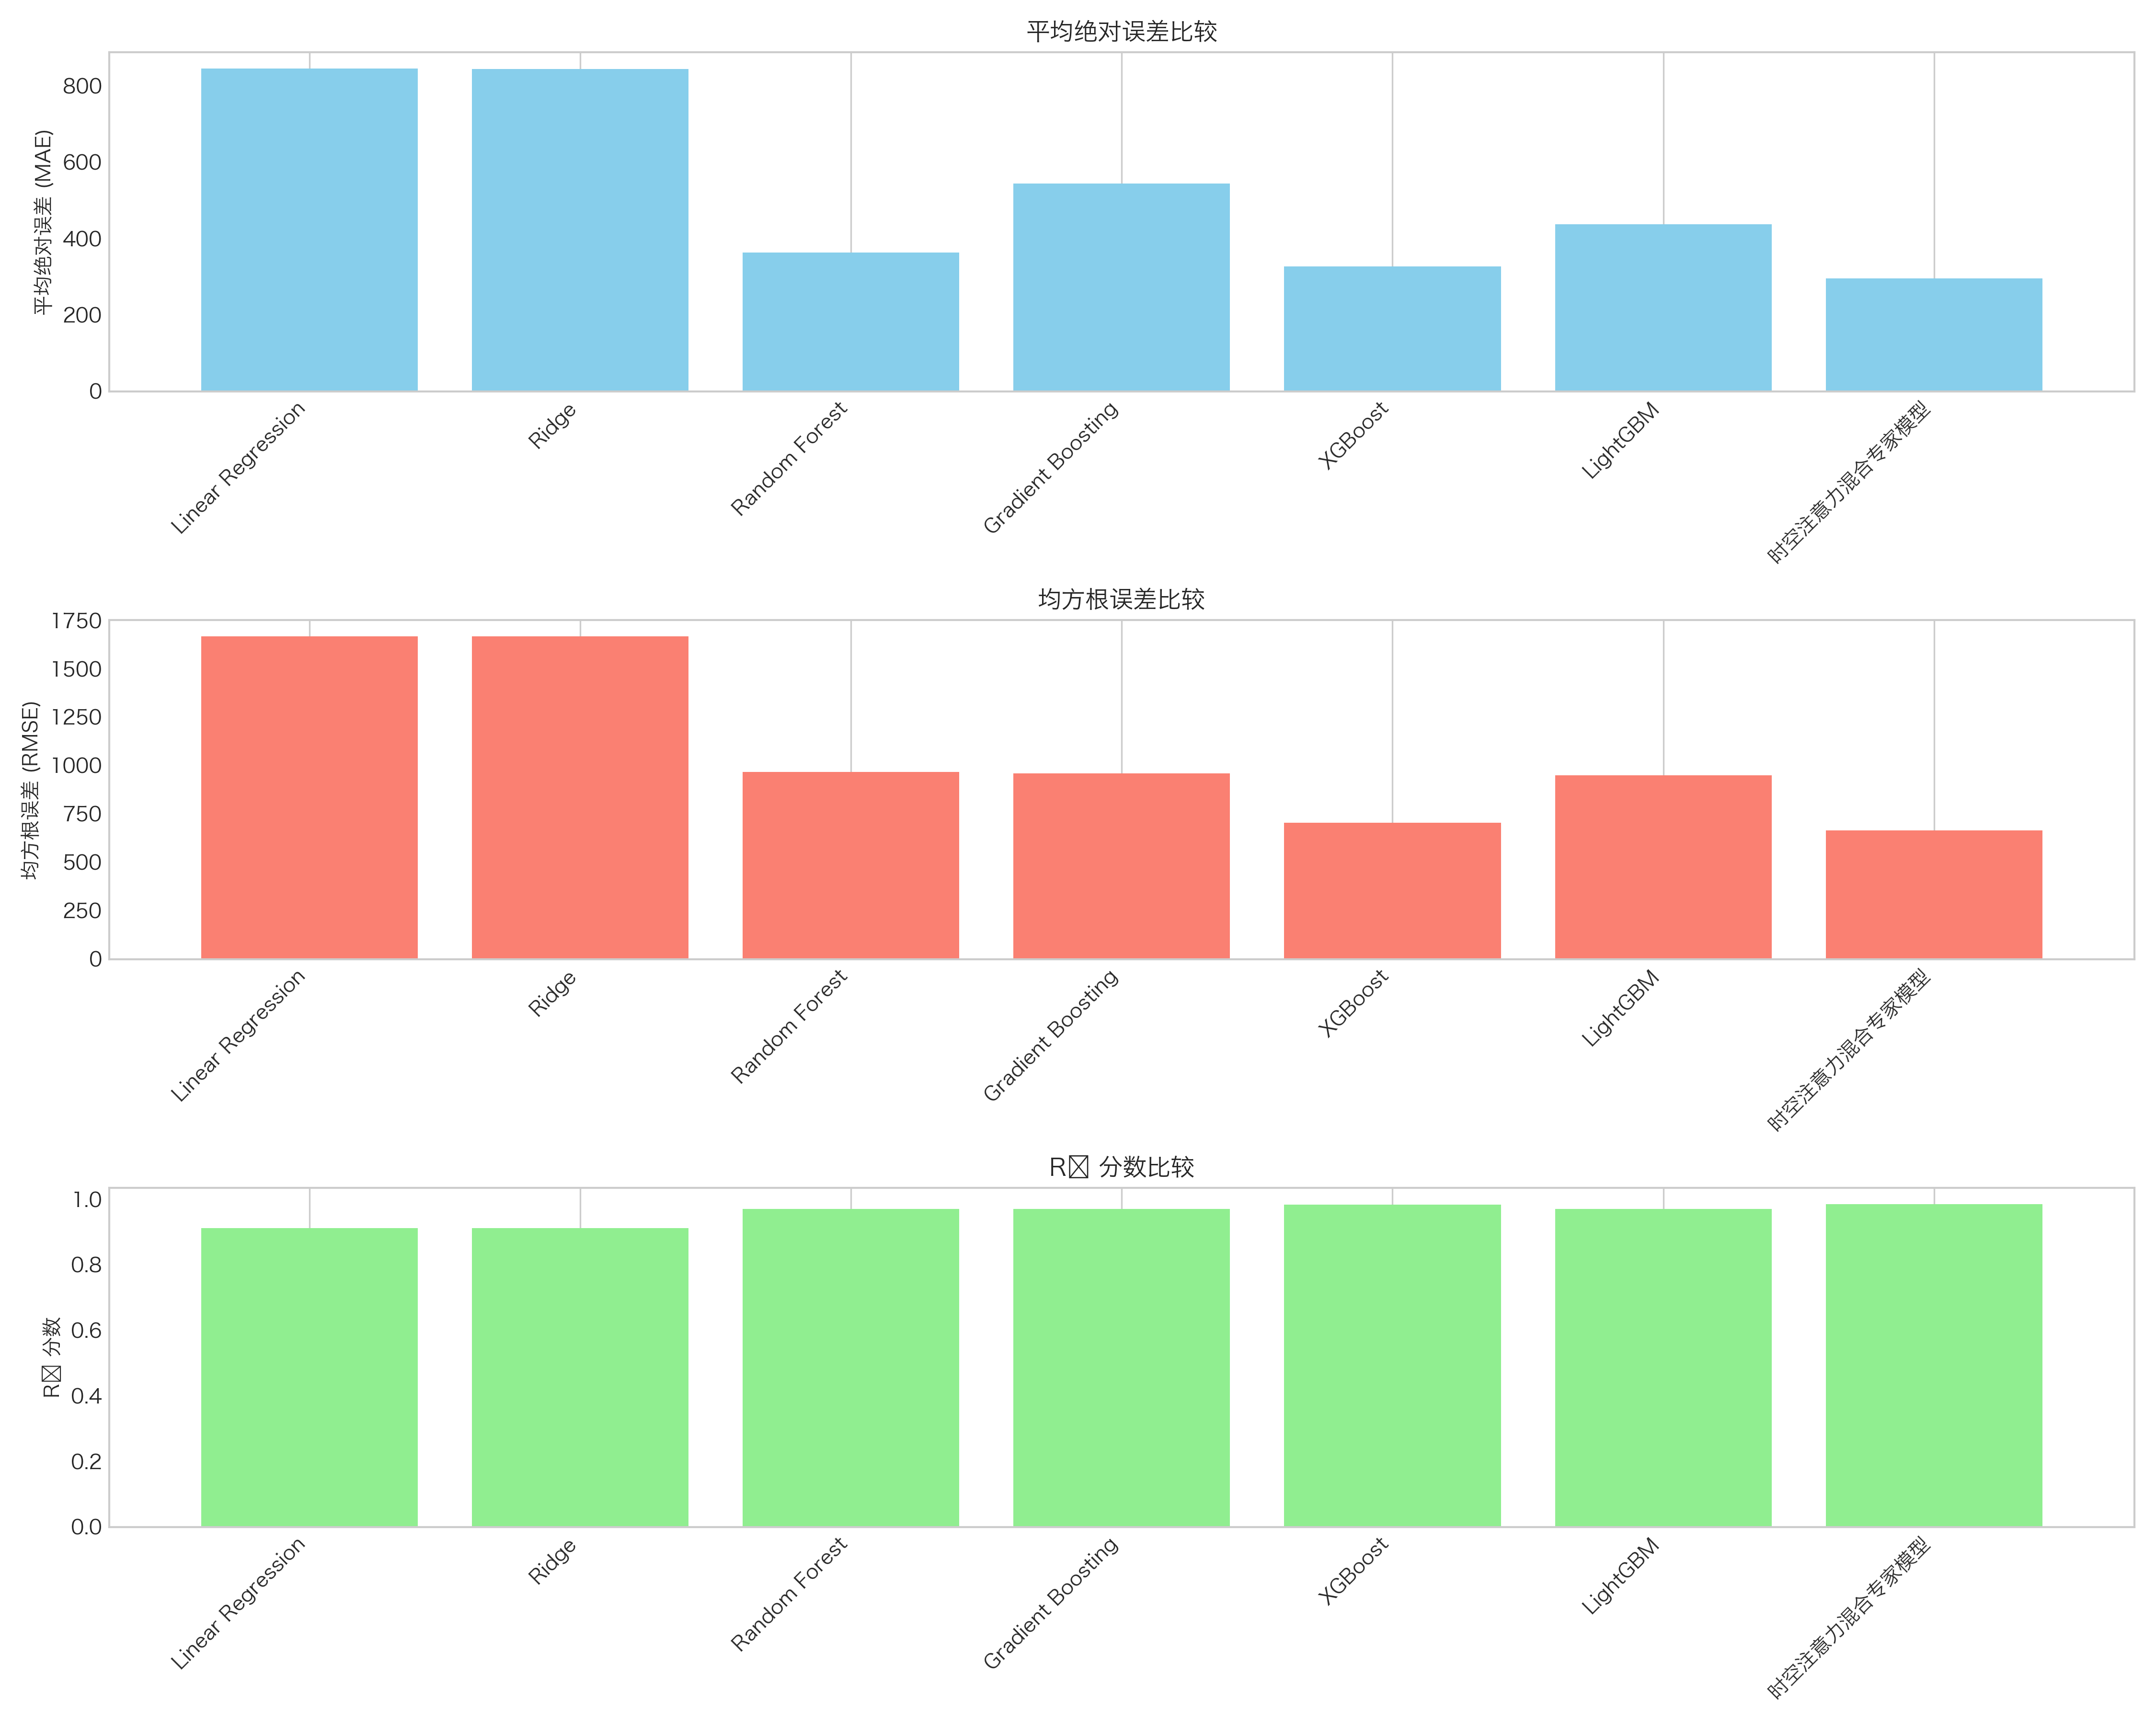 平均绝对误差比较
平均绝对误差 (MAE)
800
600
400
200
0
Linear Regression
Ridge
Random Forest
Gradient Boosting
XGBoost
LightGBM
时空注意力混合专家模型
均方根误差比较
均方根误差 (RMSE)
1750
1500
1250
1000
750
500
250
0
Linear Regression
Ridge
Random Forest
Gradient Boosting
XGBoost
LightGBM
时空注意力混合专家模型
R 分数比较
R 分数
1.0
0.8
0.6
0.4
0.2
0.0
Linear Regression
Ridge
Random Forest
Gradient Boosting
XGBoost
LightGBM
时空注意力混合专家模型